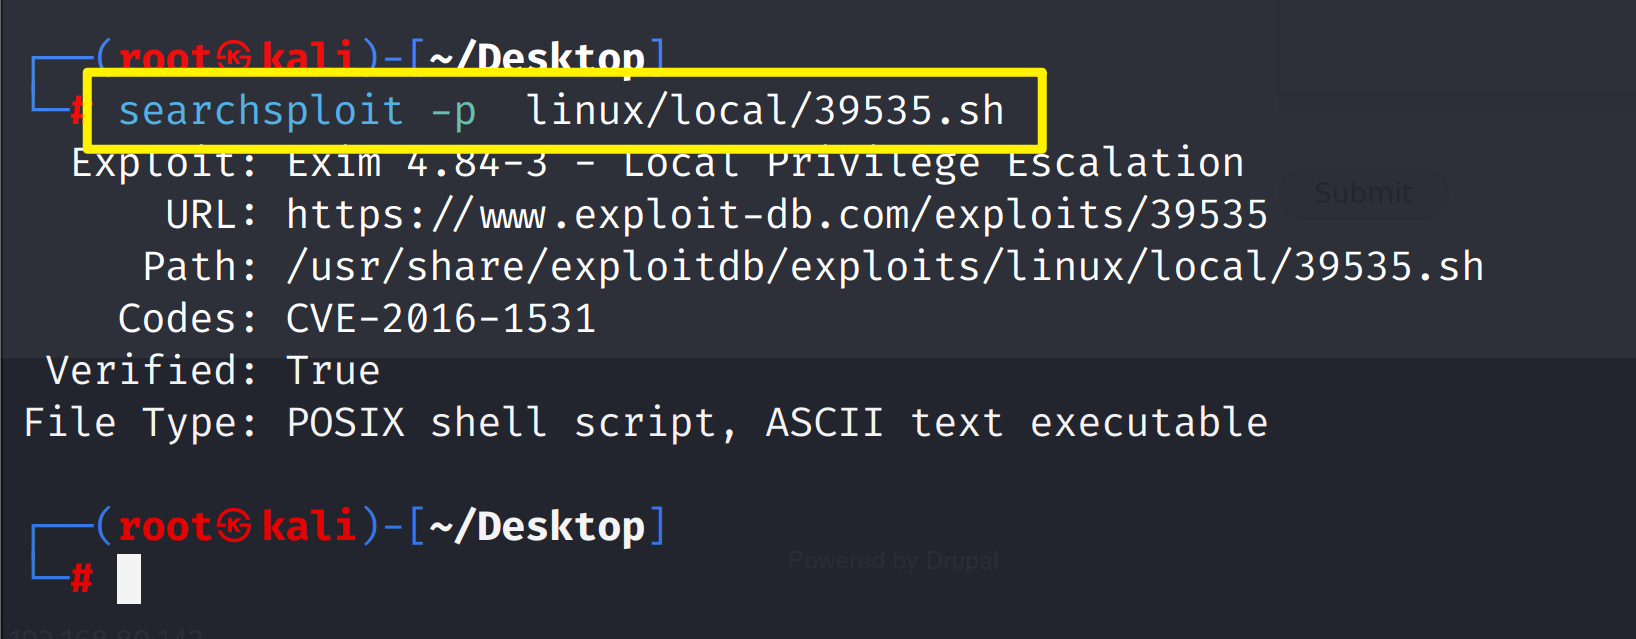 ┌──(root㉿kali)-[~/Desktop]
└─# searchsploit -p  linux/local/39535.sh
Exploit: Exim 4.84-3 - Local Privilege Escalation
URL: https://www.exploit-db.com/exploits/39535
Path: /usr/share/exploitdb/exploits/linux/local/39535.sh
Codes: CVE-2016-1531
Verified: True
File Type: POSIX shell script, ASCII text executable
Submit
┌──(root㉿kali)-[~/Desktop]
└─#
Powered by Drupal
192.168.80.142